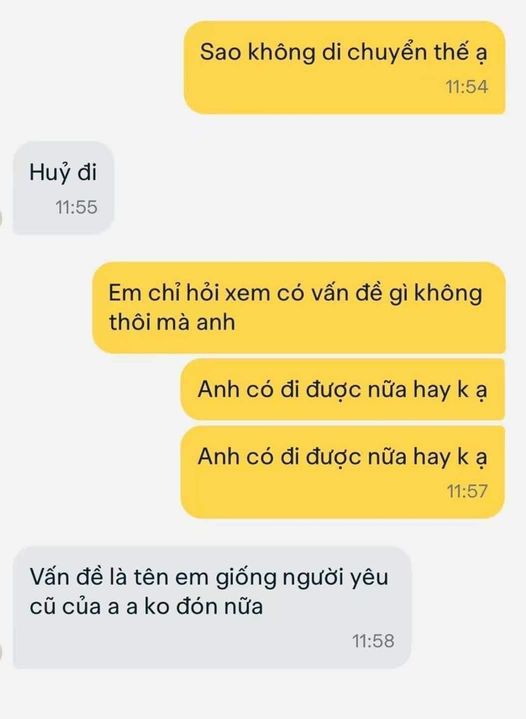 Sao không di chuyển thế ạ
11:54
Huỷ đi
11:55
Em chỉ hỏi xem có vấn đề gì không
thôi mà anh
Anh có đi được nữa hay k ạ
Anh có đi được nữa hay k ạ
11:57
Vấn đề là tên em giống người yêu
cũ của a a ko đón nữa
11:58